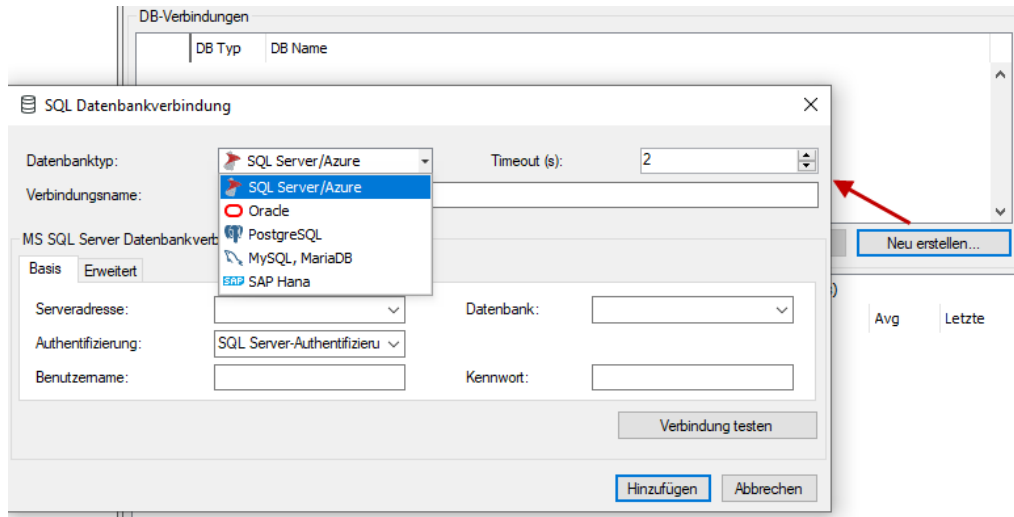 DB-Verbindungen
DB Typ DB Name
SQL Datenbankverbindung
Datenbanktyp: SQL Server/Azure Timeout (s): 2
SQL Server/Azure
Verbindungsname:
Oracle
PostgreSQL
MS SQL Server Datenbankverb
Neu erstellen...
MySQL, MariaDB
Basis Erweitert
SAP SAP Hana
Serveradresse: Datenbank:
Avg Letzte
Authentifizierung: SQL Server-Authentifizieru
Benutzername: Kennwort:
Verbindung testen
Hinzufügen Abbrechen